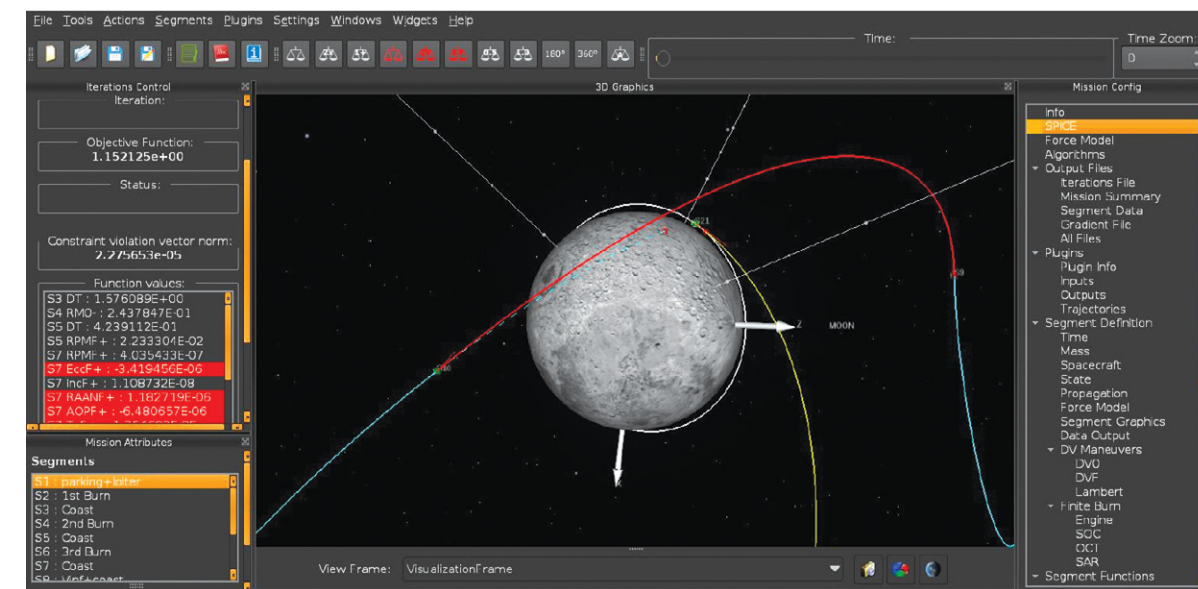 File Tools Actions Segments Plugins Settings Windows Widgets Help
180° 360°
Time:
Time Zoom:
D
Iterations Control
Iteration:
Objective Function:
1.152125e+00
Status:
Constraint violation vector norm:
2.275653e-05
Function values:
S3 DT : 1.576089E+00
S4 RMO- : 2.437847E-01
S5 DT : 4.239112E-01
S5 RPMF+ : 2.233304E-02
S7 RPMF+ : 4.035433E-07
S7 EccF+ : -3.419456E-06
S7 IncF+ : 1.108732E-08
S7 RAANF+ : 1.182719E-06
S7 AOPF+ : -6.480657E-06
Mission Attributes
Segments
S1 : parking+loiter
S2 : 1st Burn
S3 : Coast
S4 : 2nd Burn
S5 : Coast
S6 : 3rd Burn
S7 : Coast
S8 : Vinf+coast
3D Graphics
S21
S9
Z
MOON
X
View Frame: VisualizationFrame
Mission Config
Info
SPICE
Force Model
Algorithms
Output Files
Iterations File
Mission Summary
Segment Data
Gradient File
All Files
Plugins
Plugin Info
Inputs
Outputs
Trajectories
Segment Definition
Time
Mass
Spacecraft
State
Propagation
Force Model
Segment Graphics
Data Output
DV Maneuvers
DV0
DVF
Lambert
Finite Burn
Engine
SOC
OCT
SAR
Segment Functions